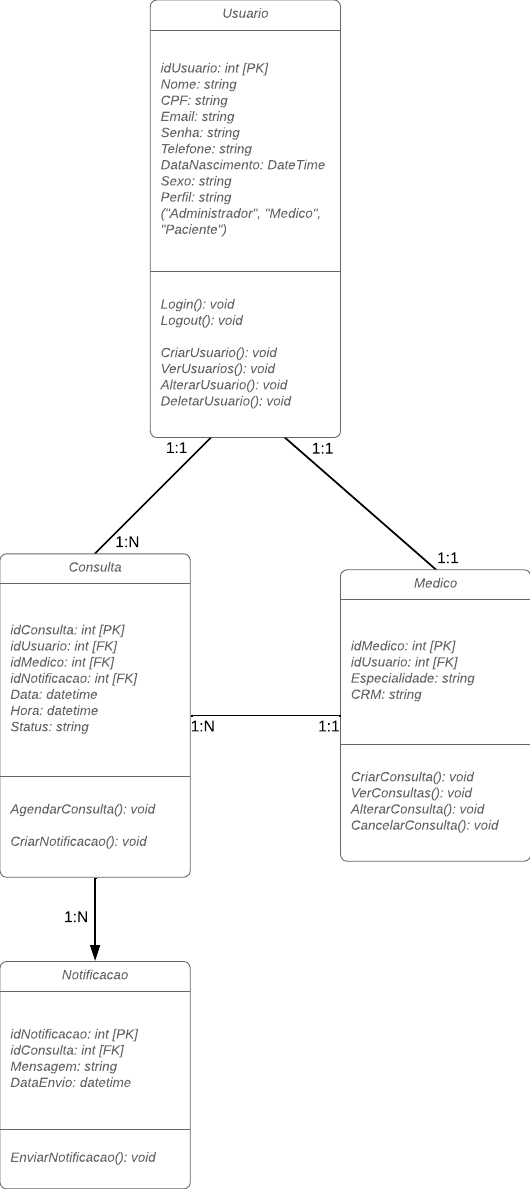 Usuario
idUsuario: int [PK]
Nome: string
CPF: string
Email: string
Senha: string
Telefone: string
DataNascimento: DateTime
Sexo: string
Perfil: string
("Administrador", "Medico",
"Paciente")
Login(): void
Logout(): void
CriarUsuario(): void
VerUsuarios(): void
AlterarUsuario(): void
DeletarUsuario(): void
1:1
1:1
1:N
1:1
Consulta
idConsulta: int [PK]
idUsuario: int [FK]
idMedico: int [FK]
idNotificacao: int [FK]
Data: datetime
Hora: datetime
Status: string
AgendarConsulta(): void
CriarNotificacao(): void
Medico
idMedico: int [PK]
idUsuario: int [FK]
Especialidade: string
CRM: string
CriarConsulta(): void
VerConsultas(): void
AlterarConsulta(): void
CancelarConsulta(): void
1:N
1:1
1:N
Notificacao
idNotificacao: int [PK]
idConsulta: int [FK]
Mensagem: string
DataEnvio: datetime
EnviarNotificacao(): void